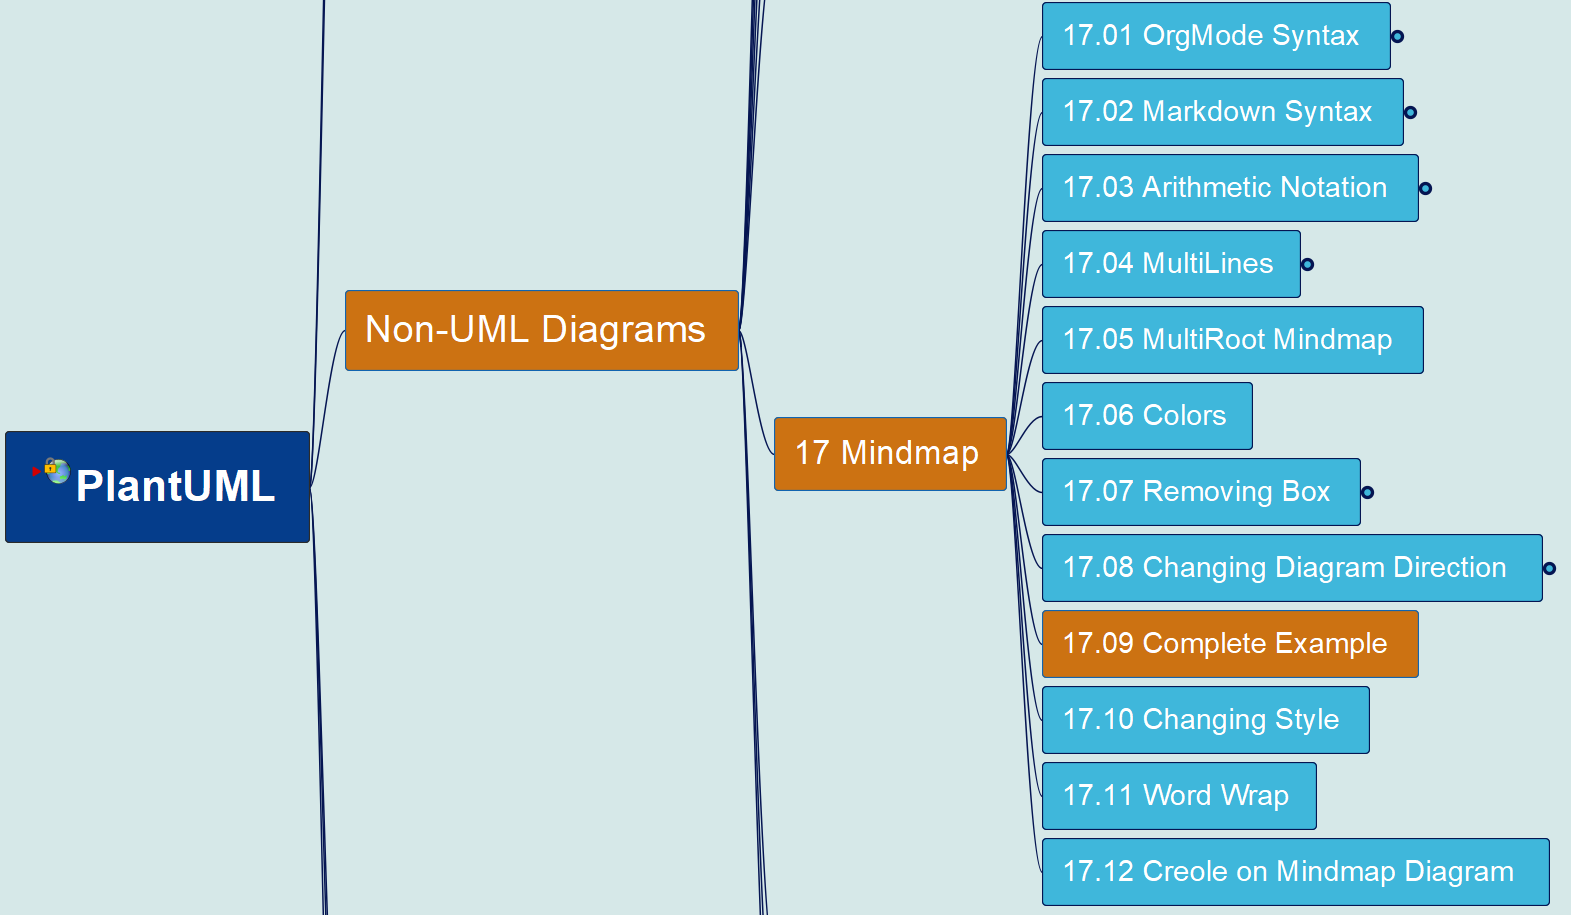 PlantUML
Non-UML Diagrams
17 Mindmap
17.01 OrgMode Syntax
17.02 Markdown Syntax
17.03 Arithmetic Notation
17.04 MultiLines
17.05 MultiRoot Mindmap
17.06 Colors
17.07 Removing Box
17.08 Changing Diagram Direction
17.09 Complete Example
17.10 Changing Style
17.11 Word Wrap
17.12 Creole on Mindmap Diagram